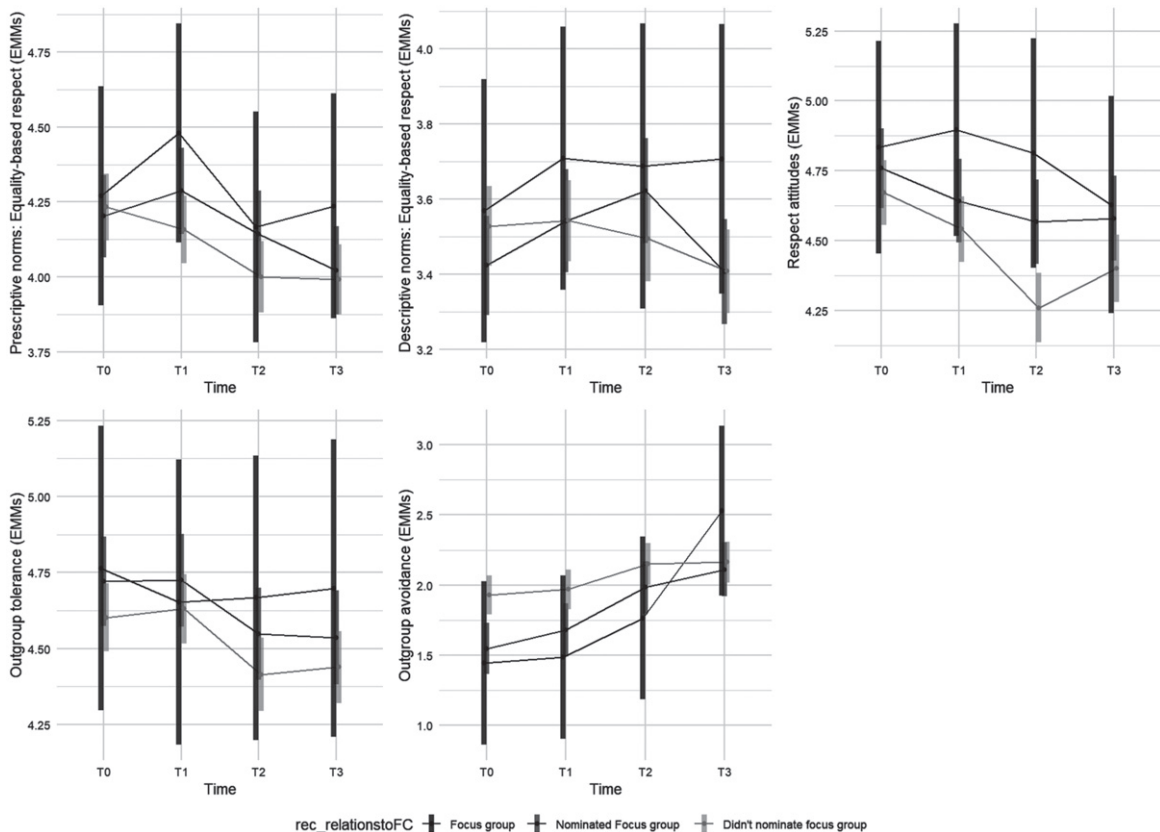 Prescriptive norms: Equality-based respect (EMMs)
4.75
4.50
4.25
4.00
3.75
T0 T1 T2 T3
Time
Descriptive norms: Equality-based respect (EMMs)
4.0
3.8
3.6
3.4
3.2
T0 T1 T2 T3
Time
Respect attitudes (EMMs)
5.25
5.00
4.75
4.50
4.25
T0 T1 T2 T3
Time
Outgroup tolerance (EMMs)
5.25
5.00
4.75
4.50
4.25
T0 T1 T2 T3
Time
Outgroup avoidance (EMMs)
3.0
2.5
2.0
1.5
1.0
T0 T1 T2 T3
Time
rec_relationstoFC Focus group Nominated Focus group Didn't nominate focus group